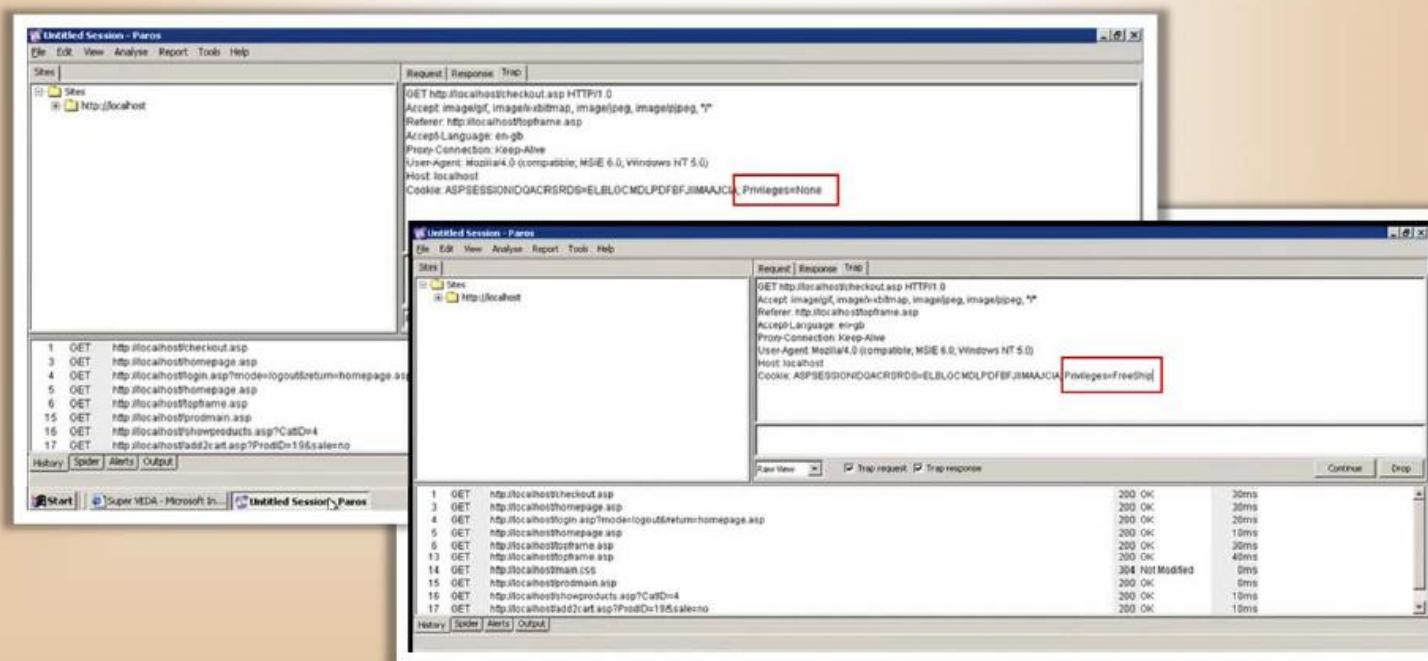 Untitled Session - Paros
File Edit View Analyse Report Tools Help
Sites
Sites
http://localhost
Request Response Trap
GET http://localhost/checkout.asp HTTP/1.0
Accept: image/gif, image/x-xbitmap, image/jpeg, image/pjpeg, */*
Referer: http://localhost/topframe.asp
Accept-Language: en-gb
Proxy-Connection: Keep-Alive
User-Agent: Mozilla/4.0 (compatible; MSIE 6.0; Windows NT 5.0)
Host: localhost
Cookie: ASPSESSIONIDQACRSRDS=ELBLOCMDLPDFBFJIIMAAJCIA; Privileges=None
1 GET http://localhost/checkout.asp
3 GET http://localhost/homepage.asp
4 GET http://localhost/login.asp?mode=logout&return=homepage.asp
5 GET http://localhost/homepage.asp
6 GET http://localhost/topframe.asp
15 GET http://localhost/prodmain.asp
16 GET http://localhost/showproducts.asp?CatID=4
17 GET http://localhost/add2cart.asp?ProdID=19&sale=no
History Spider Alerts Output
Start Super VEDA - Microsoft In... Untitled Session - Paros
Untitled Session - Paros
File Edit View Analyse Report Tools Help
Sites
Sites
http://localhost
Request Response Trap
GET http://localhost/checkout.asp HTTP/1.0
Accept: image/gif, image/x-xbitmap, image/jpeg, image/pjpeg, */*
Referer: http://localhost/topframe.asp
Accept-Language: en-gb
Proxy-Connection: Keep-Alive
User-Agent: Mozilla/4.0 (compatible; MSIE 6.0; Windows NT 5.0)
Host: localhost
Cookie: ASPSESSIONIDQACRSRDS=ELBLOCMDLPDFBFJIIMAAJCIA; Privileges=FreeShip
Raw View Trap request Trap response Continue Drop
1 GET http://localhost/checkout.asp 200 OK 30ms
3 GET http://localhost/homepage.asp 200 OK 30ms
4 GET http://localhost/login.asp?mode=logout&return=homepage.asp 200 OK 20ms
5 GET http://localhost/homepage.asp 200 OK 10ms
6 GET http://localhost/topframe.asp 200 OK 30ms
13 GET http://localhost/topframe.asp 200 OK 40ms
14 GET http://localhost/main.css 304 Not Modified 0ms
15 GET http://localhost/prodmain.asp 200 OK 0ms
16 GET http://localhost/showproducts.asp?CatID=4 200 OK 10ms
17 GET http://localhost/add2cart.asp?ProdID=19&sale=no 200 OK 10ms
History Spider Alerts Output